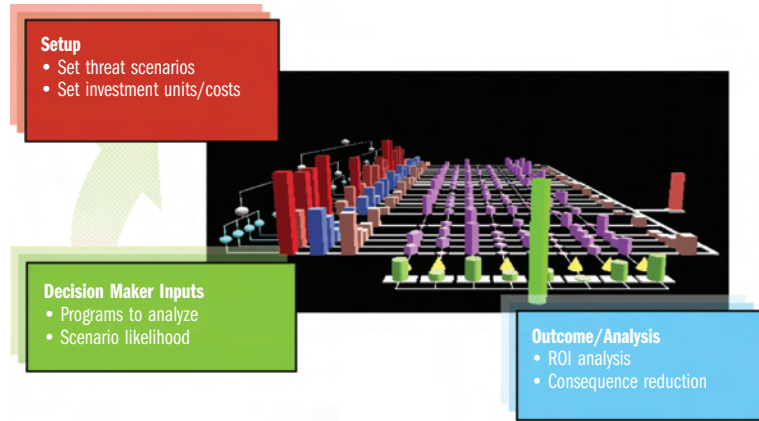 Setup
• Set threat scenarios
• Set investment units/costs
Decision Maker Inputs
• Programs to analyze
• Scenario likelihood
Outcome/Analysis
• ROI analysis
• Consequence reduction